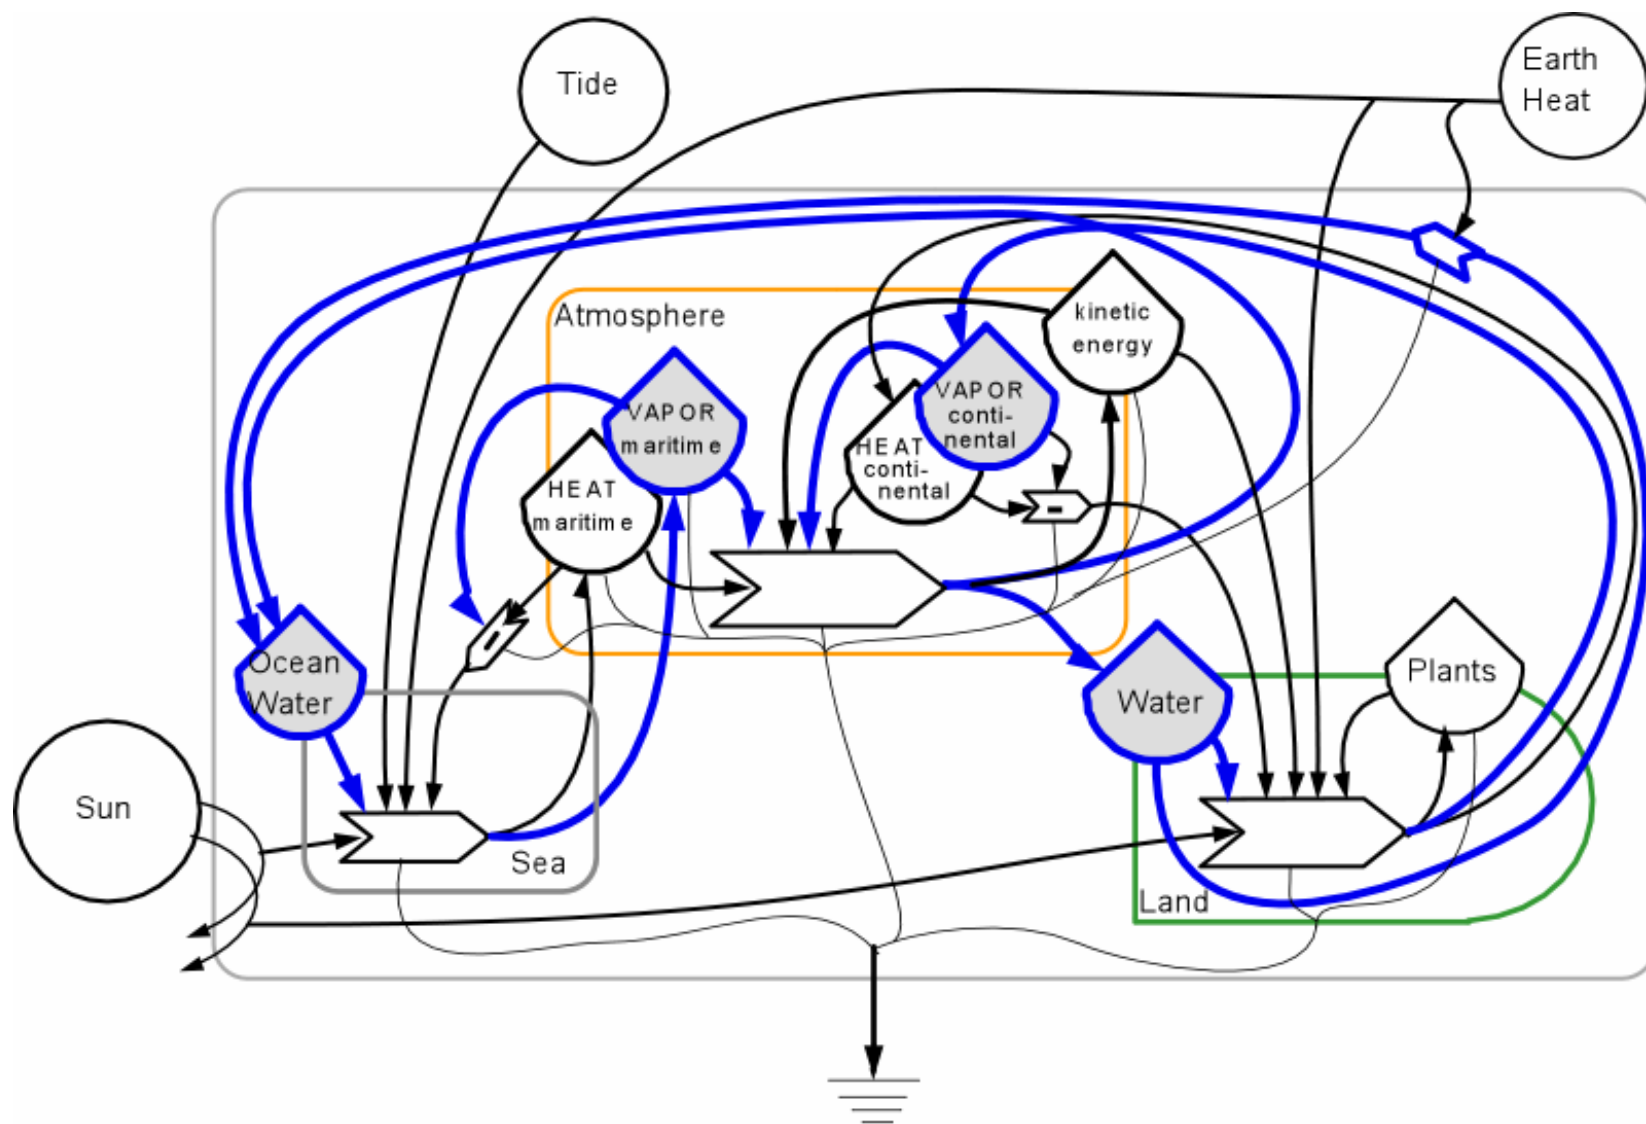 Tide
Earth
Heat
Atmosphere
kinetic
energy
VAPOR
maritime
VAPOR
conti-
nental
HEAT
conti-
nental
HEAT
maritime
-
-
Ocean
Water
Water
Plants
Sun
Sea
Land